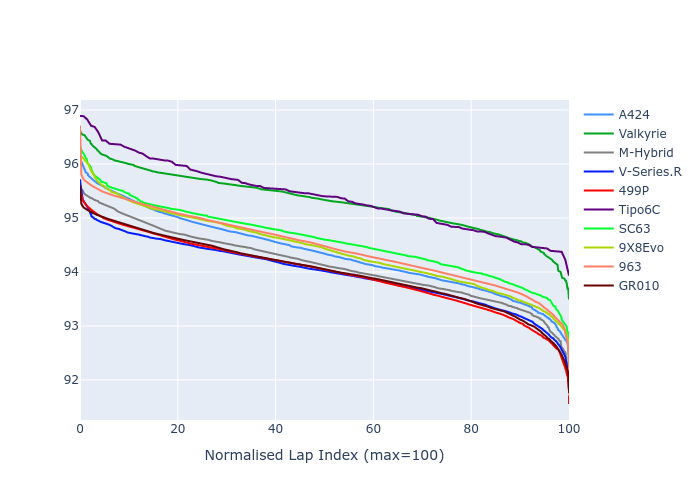 97
96
95
94
93
92
0 20 40 60 80 100
Normalised Lap Index (max=100)
A424
Valkyrie
M-Hybrid
V-Series.R
499P
Tipo6C
SC63
9X8Evo
963
GR010